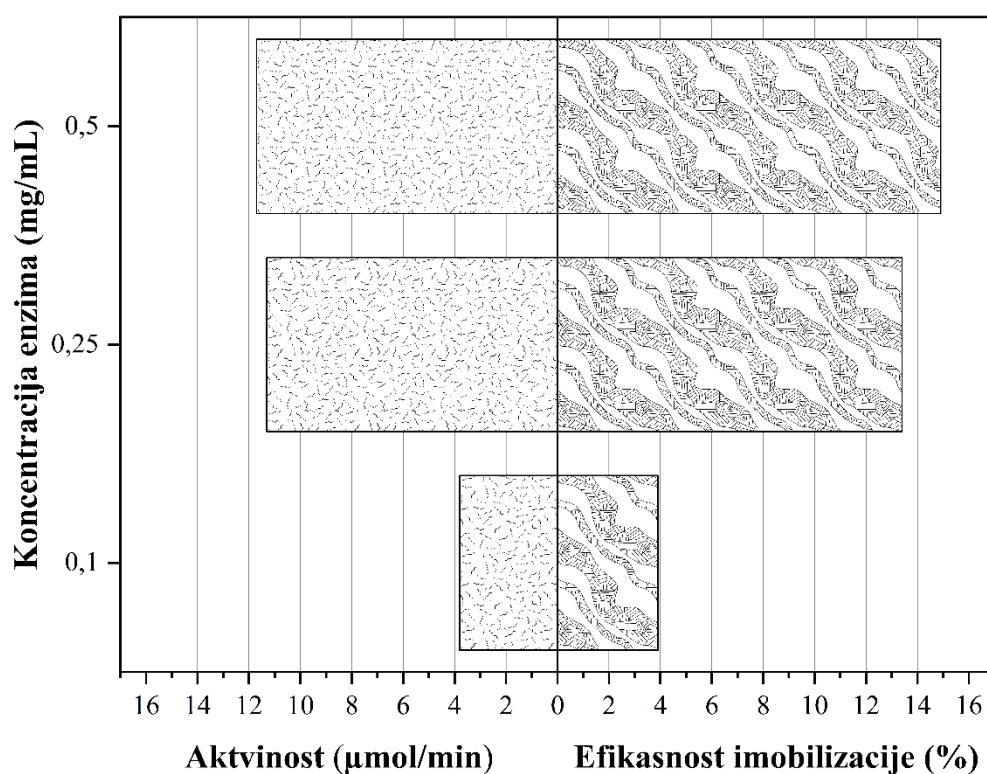 Koncentracija enzima (mg/mL)
0,5
0,25
0,1
16 14 12 10 8 6 4 2 0 2 4 6 8 10 12 14 16
Aktvinost (μmol/min) Efikasnost imobilizacije (%)